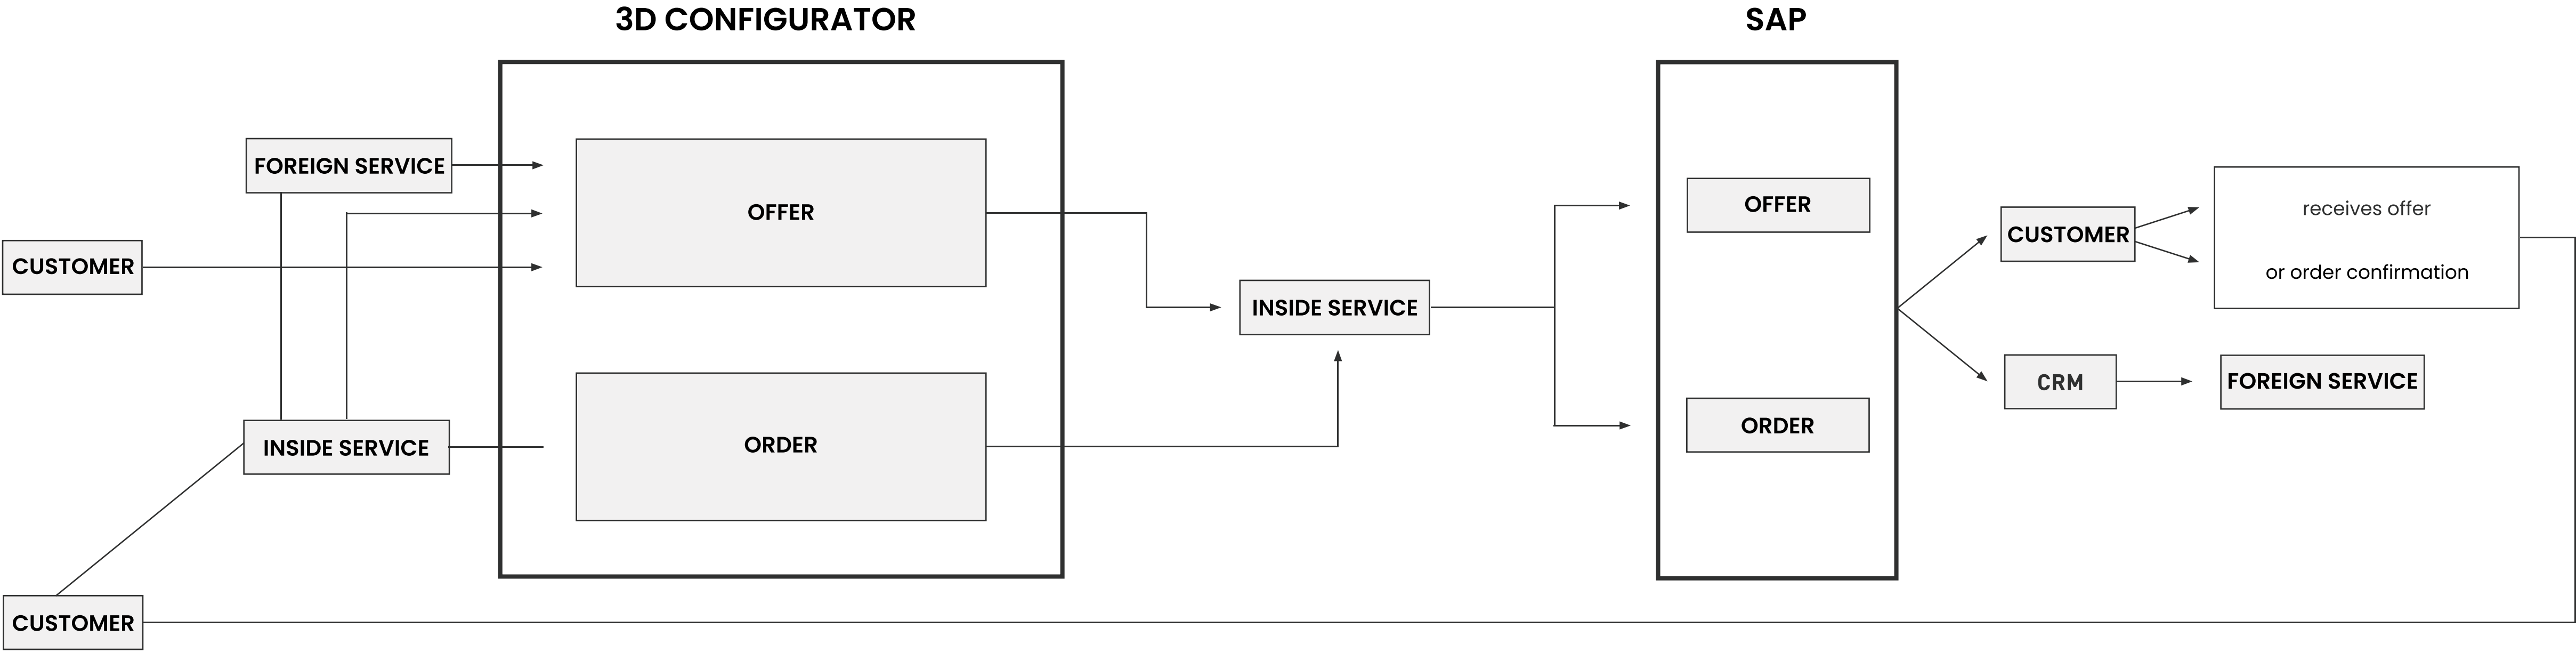 3D CONFIGURATOR
SAP
FOREIGN SERVICE
CUSTOMER
INSIDE SERVICE
CUSTOMER
OFFER
ORDER
INSIDE SERVICE
OFFER
ORDER
CUSTOMER
receives offer
or order confirmation
CRM
FOREIGN SERVICE